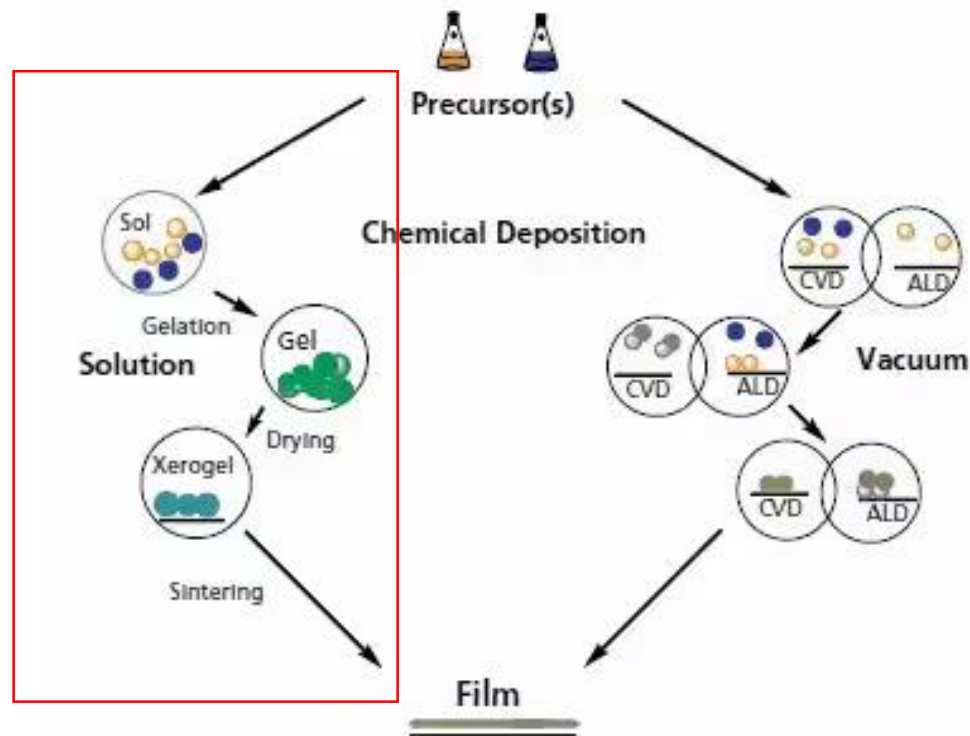 Precursor(s)
Sol
Chemical Deposition
CVD
ALD
Gelation
Gel
Solution
Vacuum
CVD
ALD
Drying
Xerogel
CVD
ALD
Sintering
Film